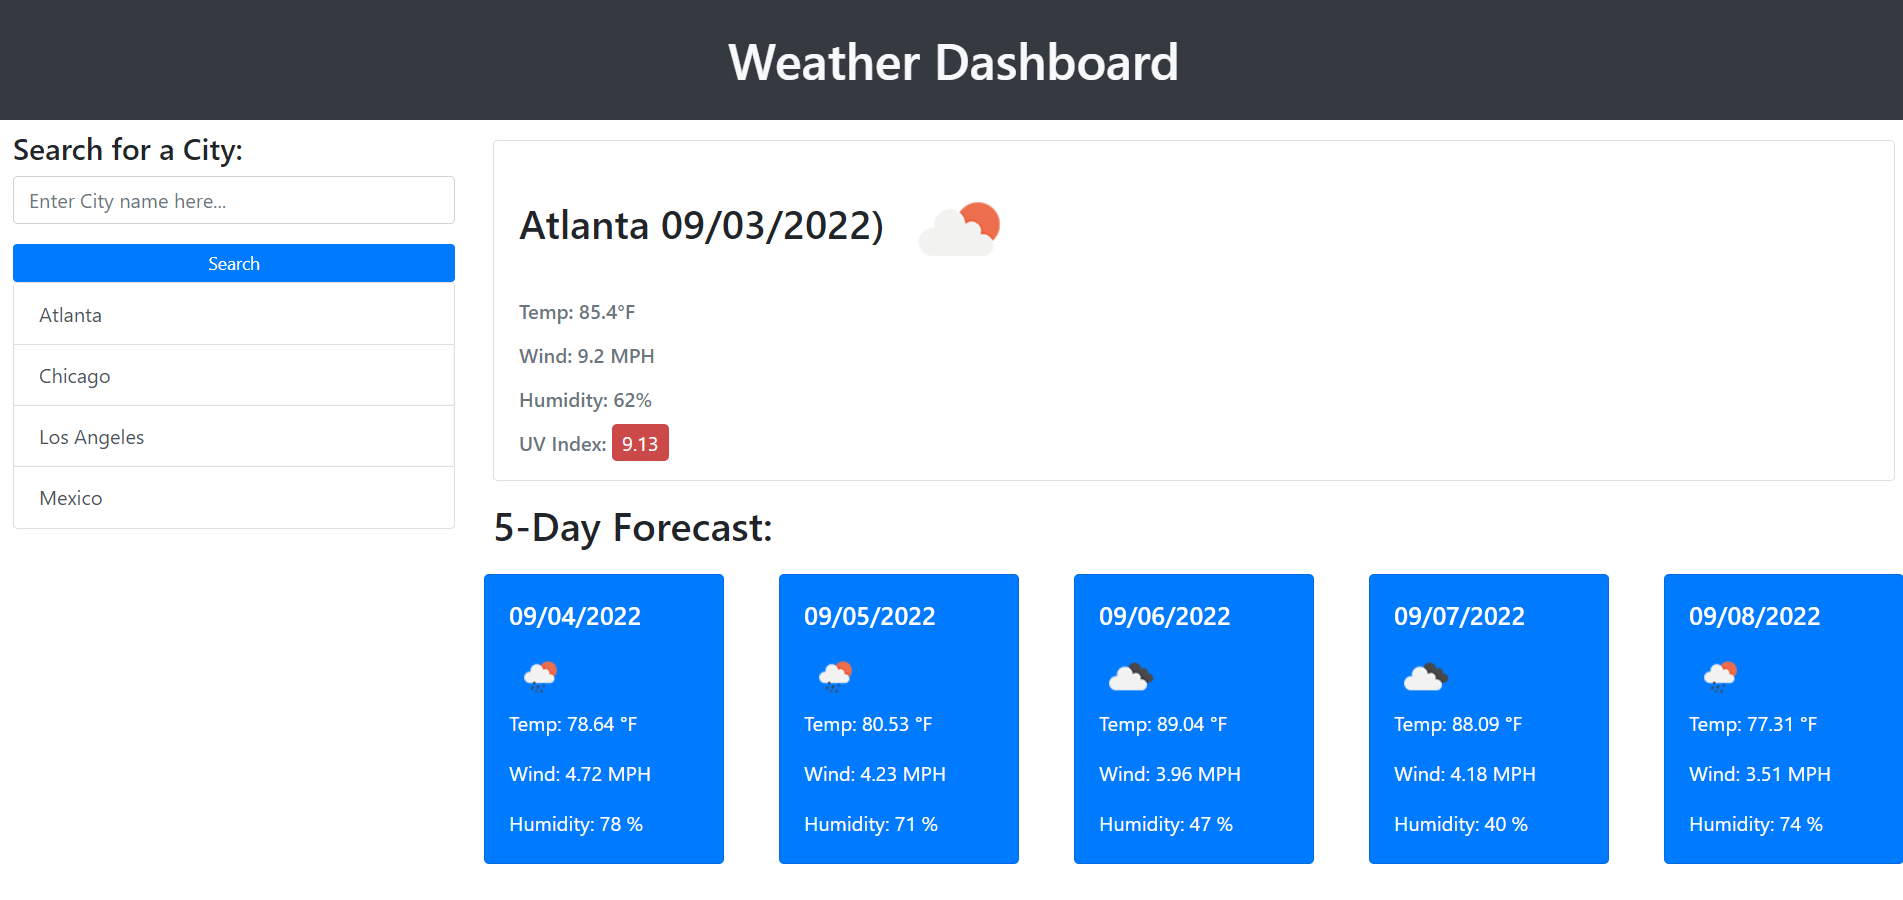 Weather Dashboard
Search for a City:
Enter City name here...
Search
Atlanta
Chicago
Los Angeles
Mexico
Atlanta 09/03/2022)
Temp: 85.4°F
Wind: 9.2 MPH
Humidity: 62%
UV Index: 9.13
5-Day Forecast:
09/04/2022
Temp: 78.64 °F
Wind: 4.72 MPH
Humidity: 78 %
09/05/2022
Temp: 80.53 °F
Wind: 4.23 MPH
Humidity: 71 %
09/06/2022
Temp: 89.04 °F
Wind: 3.96 MPH
Humidity: 47 %
09/07/2022
Temp: 88.09 °F
Wind: 4.18 MPH
Humidity: 40 %
09/08/2022
Temp: 77.31 °F
Wind: 3.51 MPH
Humidity: 74 %